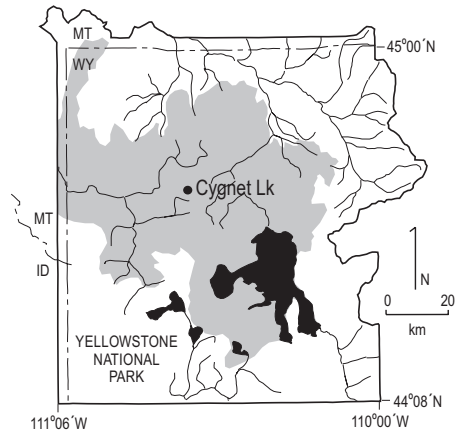 MT
45°00´N
WY
Cygnet Lk
MT
ID
N
0 20
km
YELLOWSTONE
NATIONAL
PARK
44°08´N
111°06´W
110°00´W